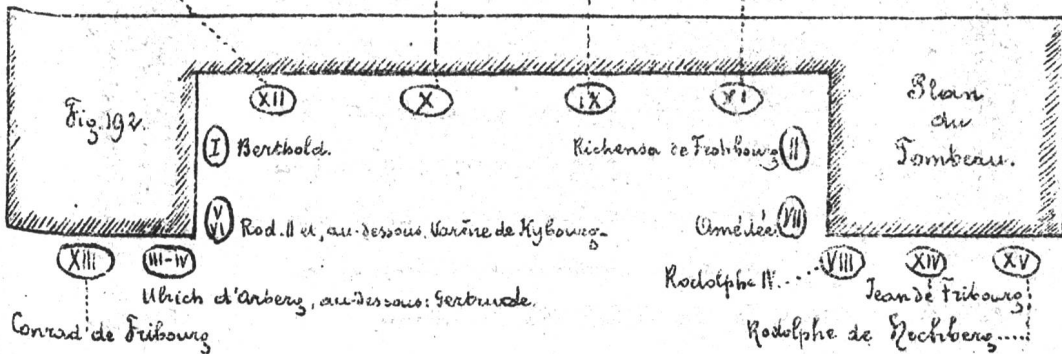 XII X IX XI
Fig. 192.
Plan
du
Tombeau.
I Berthold.
Richensa de Frohbourg II
V
VI Rod. II et, au-dessous, Varène de Kybourg
Amédée VII
XIII III-IV
Rodolphe IV. VIII XIV XV
Ulrich d'Arberg, au-dessous: Gertrude.
Jean de Fribourg
Conrad de Fribourg
Rodolphe de Hochberg